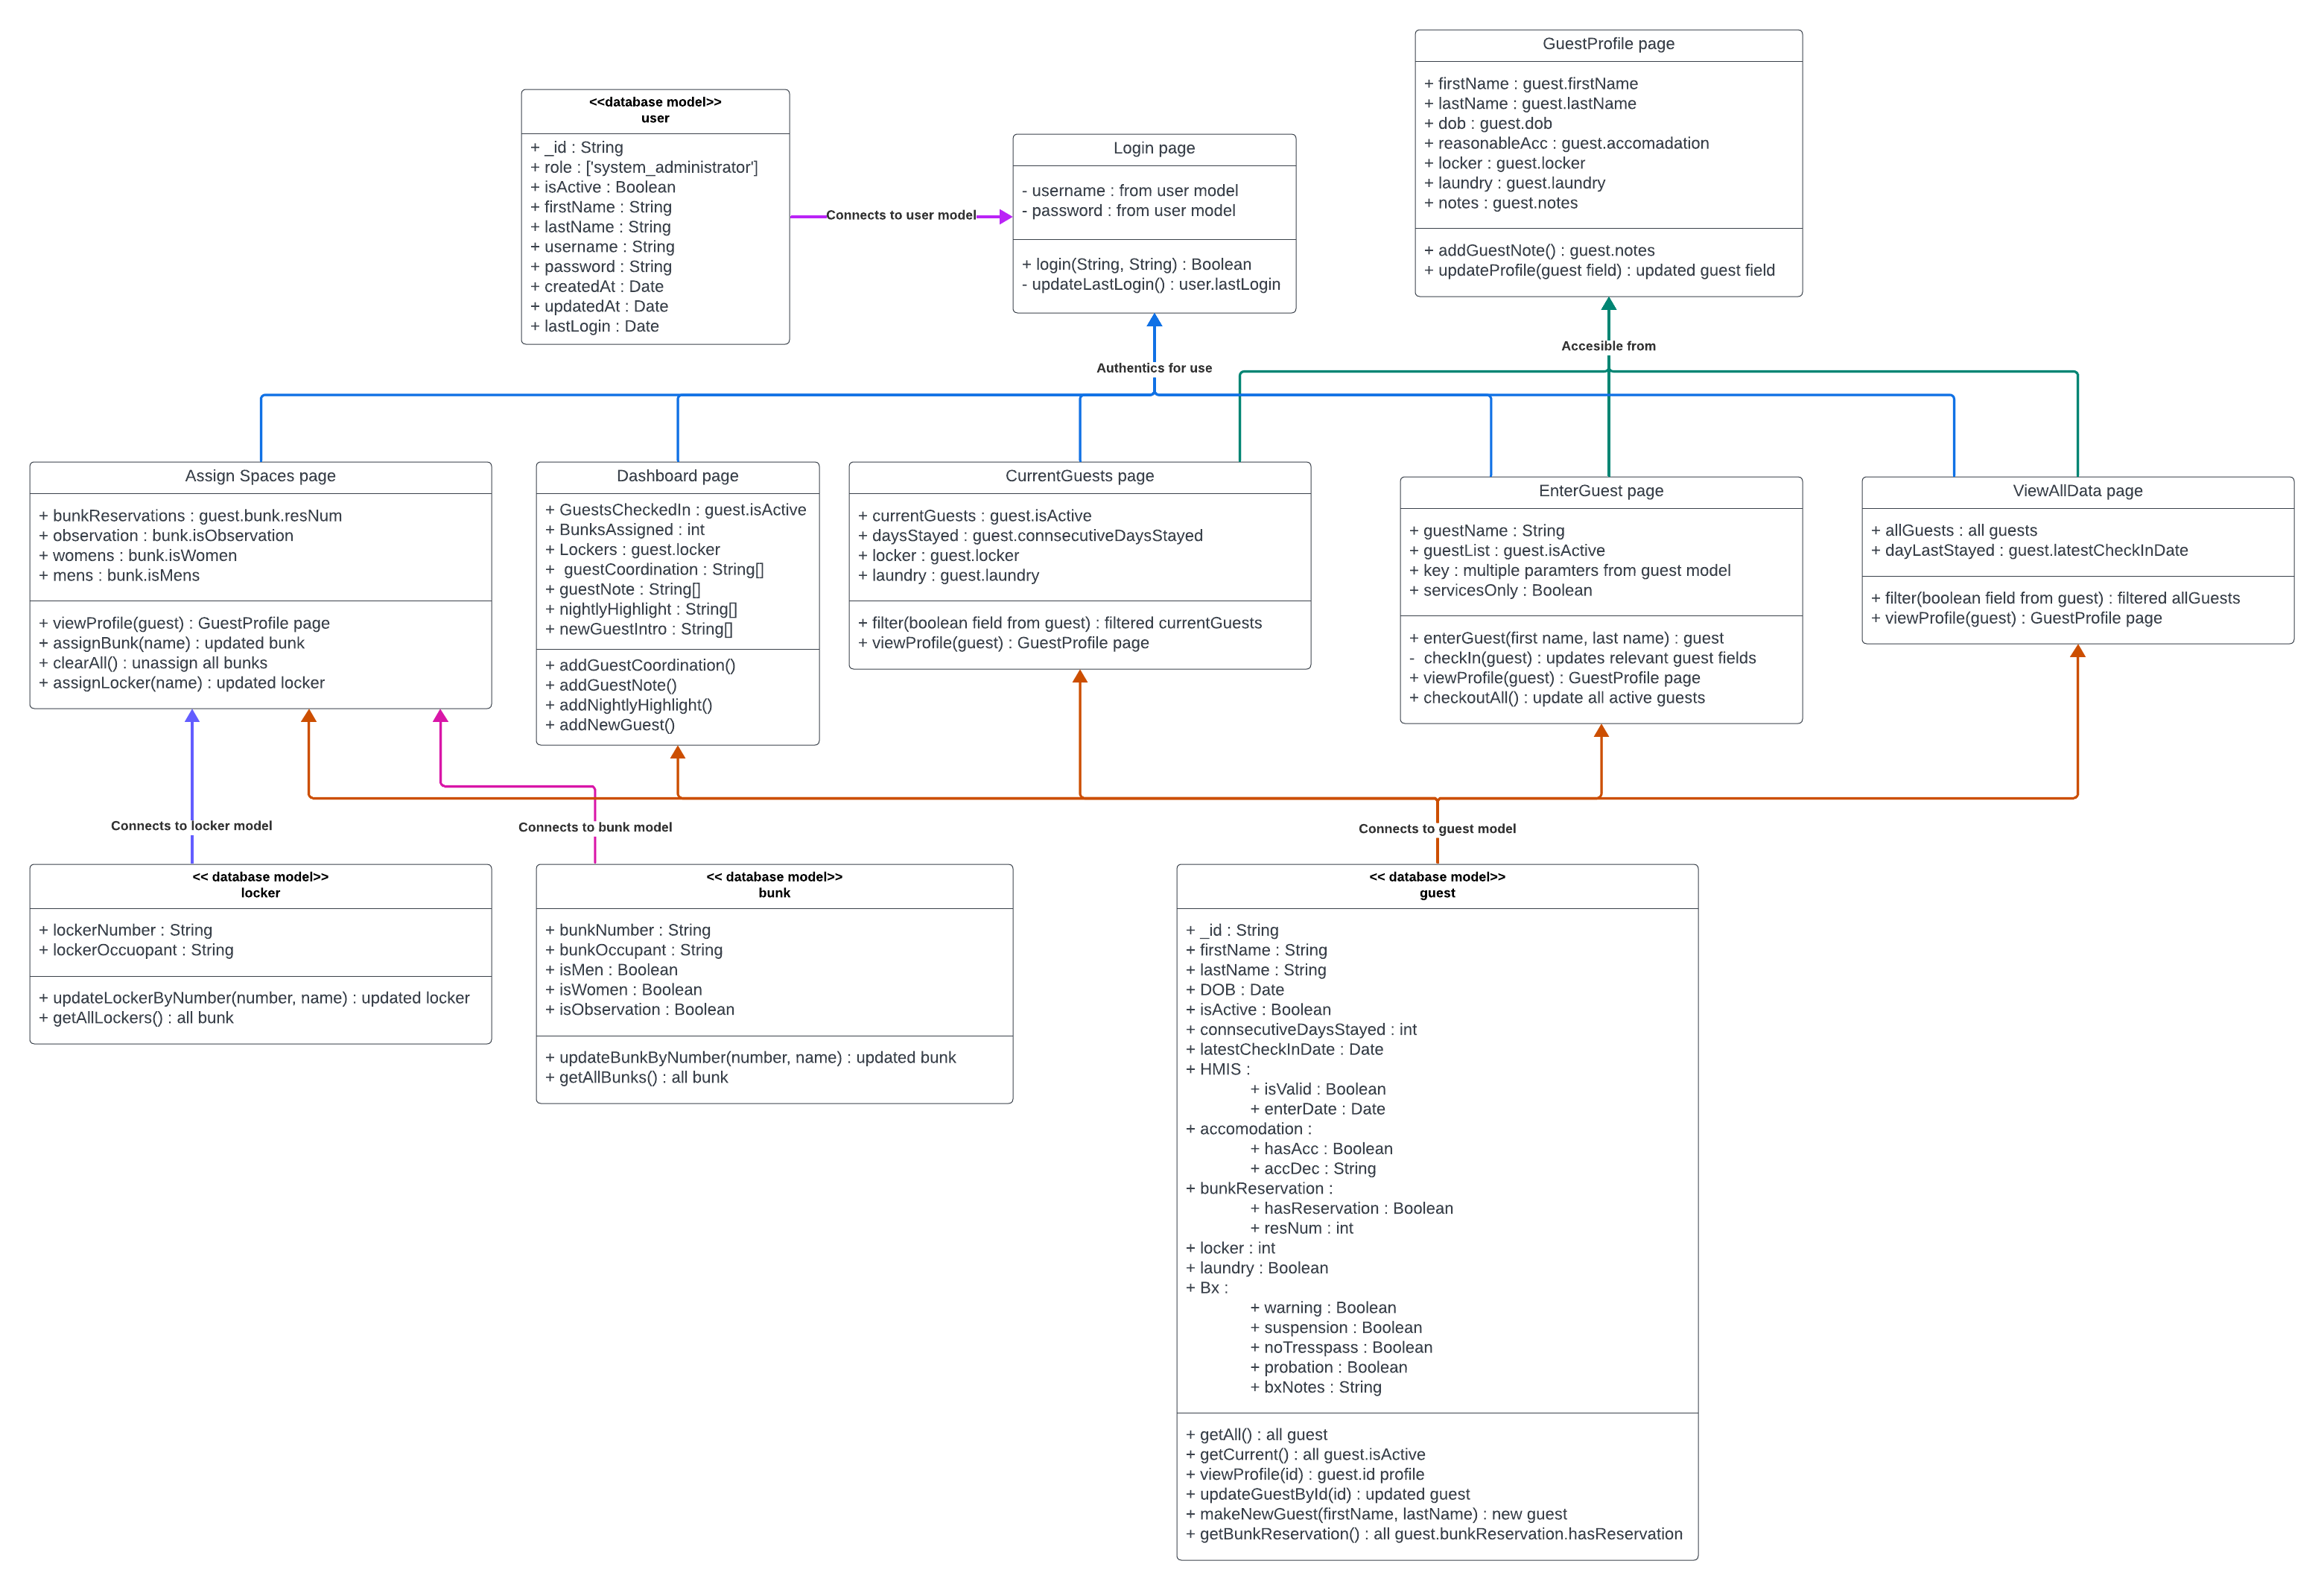 GuestProfile page
+ firstName : guest.firstName
+ lastName : guest.lastName
+ dob : guest.dob
+ reasonableAcc : guest.accomadation
+ locker : guest.locker
+ laundry : guest.laundry
+ notes : guest.notes
+ addGuestNote() : guest.notes
+ updateProfile(guest field) : updated guest field
<<database model>>
user
+ _id : String
+ role : ['system_administrator']
+ isActive : Boolean
+ firstName : String
+ lastName : String
+ username : String
+ password : String
+ createdAt : Date
+ updatedAt : Date
+ lastLogin : Date
Connects to user model
Login page
- username : from user model
- password : from user model
+ login(String, String) : Boolean
- updateLastLogin() : user.lastLogin
Accesible from
Authentics for use
Assign Spaces page
+ bunkReservations : guest.bunk.resNum
+ observation : bunk.isObservation
+ womens : bunk.isWomen
+ mens : bunk.isMens
+ viewProfile(guest) : GuestProfile page
+ assignBunk(name) : updated bunk
+ clearAll() : unassign all bunks
+ assignLocker(name) : updated locker
Dashboard page
+ GuestsCheckedIn : guest.isActive
+ BunksAssigned : int
+ Lockers : guest.locker
+  guestCoordination : String[]
+ guestNote : String[]
+ nightlyHighlight : String[]
+ newGuestIntro : String[]
+ addGuestCoordination()
+ addGuestNote()
+ addNightlyHighlight()
+ addNewGuest()
CurrentGuests page
+ currentGuests : guest.isActive
+ daysStayed : guest.connsecutiveDaysStayed
+ locker : guest.locker
+ laundry : guest.laundry
+ filter(boolean field from guest) : filtered currentGuests
+ viewProfile(guest) : GuestProfile page
EnterGuest page
+ guestName : String
+ guestList : guest.isActive
+ key : multiple paramters from guest model
+ servicesOnly : Boolean
+ enterGuest(first name, last name) : guest
-  checkIn(guest) : updates relevant guest fields
+ viewProfile(guest) : GuestProfile page
+ checkoutAll() : update all active guests
ViewAllData page
+ allGuests : all guests
+ dayLastStayed : guest.latestCheckInDate
+ filter(boolean field from guest) : filtered allGuests
+ viewProfile(guest) : GuestProfile page
Connects to locker model
Connects to bunk model
Connects to guest model
<< database model>>
locker
+ lockerNumber : String
+ lockerOccuopant : String
+ updateLockerByNumber(number, name) : updated locker
+ getAllLockers() : all bunk
<< database model>>
bunk
+ bunkNumber : String
+ bunkOccupant : String
+ isMen : Boolean
+ isWomen : Boolean
+ isObservation : Boolean
+ updateBunkByNumber(number, name) : updated bunk
+ getAllBunks() : all bunk
<< database model>>
guest
+ _id : String
+ firstName : String
+ lastName : String
+ DOB : Date
+ isActive : Boolean
+ connsecutiveDaysStayed : int
+ latestCheckInDate : Date
+ HMIS :
+ isValid : Boolean
+ enterDate : Date
+ accomodation :
+ hasAcc : Boolean
+ accDec : String
+ bunkReservation :
+ hasReservation : Boolean
+ resNum : int
+ locker : int
+ laundry : Boolean
+ Bx :
+ warning : Boolean
+ suspension : Boolean
+ noTresspass : Boolean
+ probation : Boolean
+ bxNotes : String
+ getAll() : all guest
+ getCurrent() : all guest.isActive
+ viewProfile(id) : guest.id profile
+ updateGuestById(id) : updated guest
+ makeNewGuest(firstName, lastName) : new guest
+ getBunkReservation() : all guest.bunkReservation.hasReservation